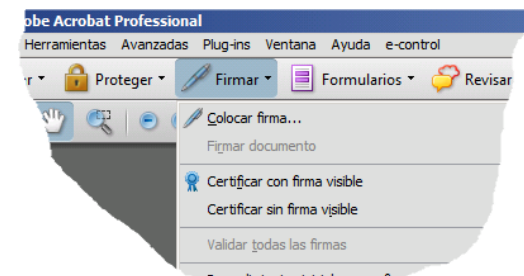 obe Acrobat Professional
Herramientas Avanzadas Plug-ins Ventana Ayuda e-control
Proteger Firmar Formularios Revisar
Colocar firma...
Firmar documento
Certificar con firma visible
Certificar sin firma visible
Validar todas las firmas